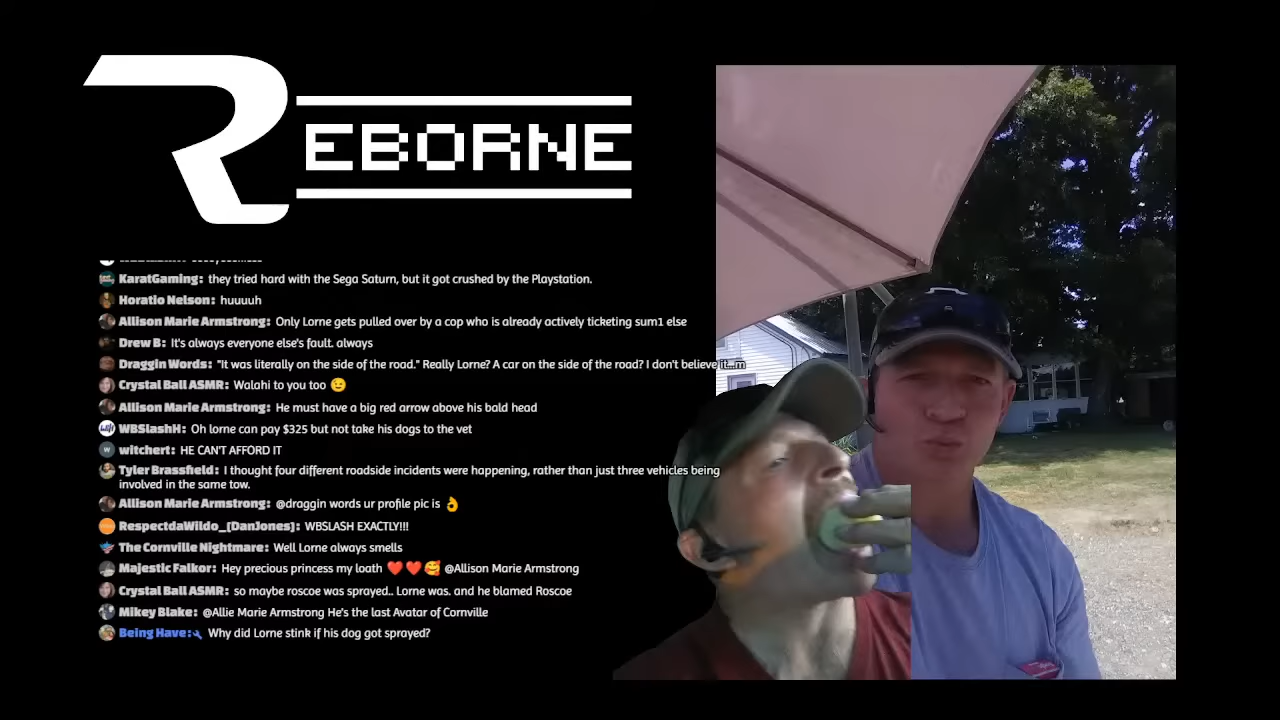 REBORNE
KaratGaming: they tried hard with the Sega Saturn, but it got crushed by the Playstation.
Horatio Nelson: huuuuh
Allison Marie Armstrong: Only Lorne gets pulled over by a cop who is already actively ticketing sum1 else
Drew B: It's always everyone else's fault. always
Draggin Words: "It was literally on the side of the road." Really Lorne? A car on the side of the road? I don't believe it...m
Crystal Ball ASMR: Walahi to you too 😉
Allison Marie Armstrong: He must have a big red arrow above his bald head
WBSlashH: Oh lorne can pay $325 but not take his dogs to the vet
witchert: HE CAN'T AFFORD IT
Tyler Brassfield: I thought four different roadside incidents were happening, rather than just three vehicles being
involved in the same tow.
Allison Marie Armstrong: @draggin words ur profile pic is 👌
RespectdaWildo_(DanJones): WBSLASH EXACTLY!!!
The Cornville Nightmare: Well Lorne always smells
Majestic Falkor: Hey precious princess my loath ❤️ ❤️ 🥰 @Allison Marie Armstrong
Crystal Ball ASMR: so maybe roscoe was sprayed.. Lorne was. and he blamed Roscoe
Mikey Blake: @Allie Marie Armstrong He's the last Avatar of Cornville
Being Have: Why did Lorne stink if his dog got sprayed?